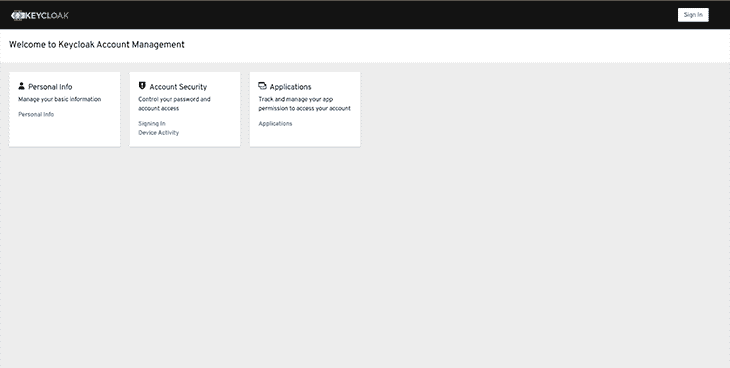 KEYCLOAK
Sign In
Welcome to Keycloak Account Management
Personal Info
Manage your basic information
Personal Info
Account Security
Control your password and
account access
Signing In
Device Activity
Applications
Track and manage your app
permission to access your account
Applications